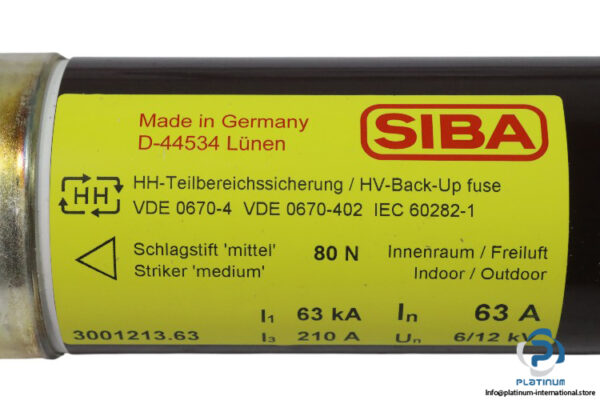 Made in Germany
D-44534 Lünen
SIBA
HH
HH-Teilbereichssicherung / HV-Back-Up fuse
VDE 0670-4 VDE 0670-402 IEC 60282-1
Schlagstift 'mittel' 80 N Innenraum / Freiluft
Striker 'medium' Indoor / Outdoor
I1 63 kA In 63 A
3001213.63 I3 210 A Un 6/12 kV
PLATINUM
Info@platinum-international.store